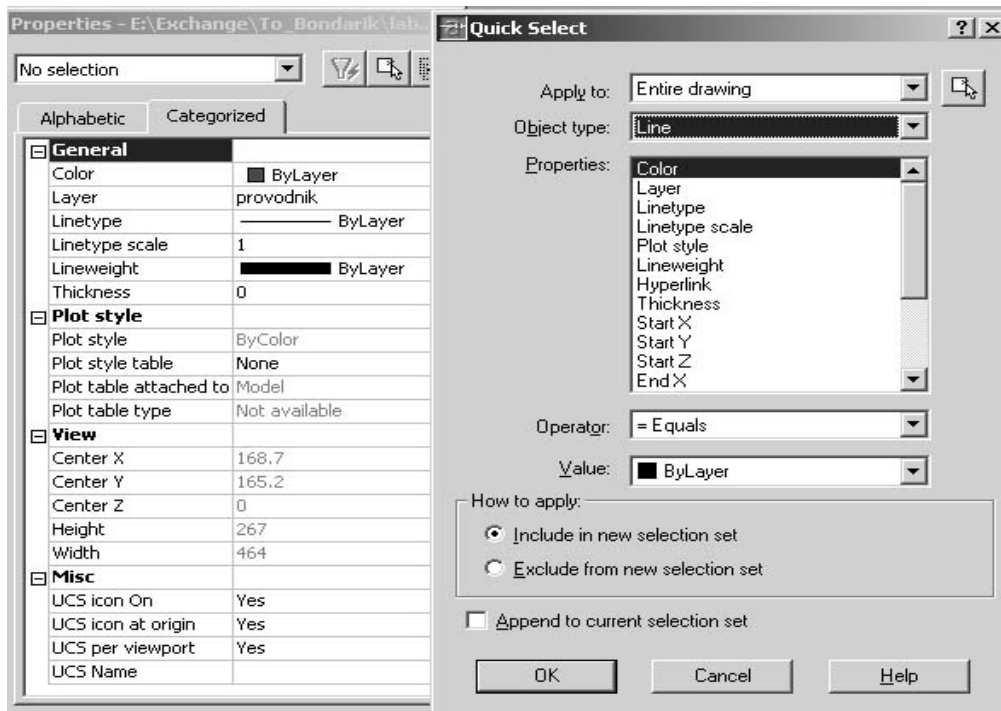 Properties - E:\Exchange\To_Bondarik\lab..
No selection
Alphabetic Categorized
General
Color ByLayer
Layer provodnik
Linetype ByLayer
Linetype scale 1
Lineweight ByLayer
Thickness 0
Plot style
Plot style ByColor
Plot style table None
Plot table attached to Model
Plot table type Not available
View
Center X 168.7
Center Y 165.2
Center Z 0
Height 267
Width 464
Misc
UCS icon On Yes
UCS icon at origin Yes
UCS per viewport Yes
UCS Name
Quick Select
Apply to: Entire drawing
Object type: Line
Properties: Color
Layer
Linetype
Linetype scale
Plot style
Lineweight
Hyperlink
Thickness
Start X
Start Y
Start Z
End X
Operator: = Equals
Value: ByLayer
How to apply:
Include in new selection set
Exclude from new selection set
Append to current selection set
OK Cancel Help